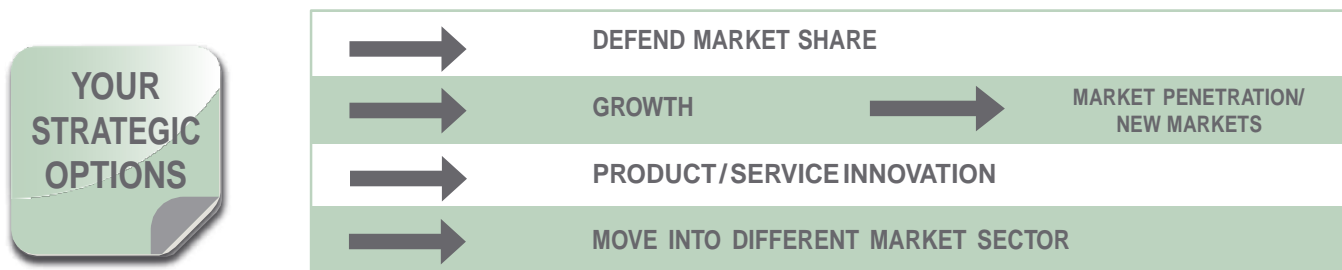 YOUR
STRATEGIC
OPTIONS
DEFEND MARKET SHARE
GROWTH
MARKET PENETRATION/
NEW MARKETS
PRODUCT/SERVICE INNOVATION
MOVE INTO DIFFERENT MARKET SECTOR